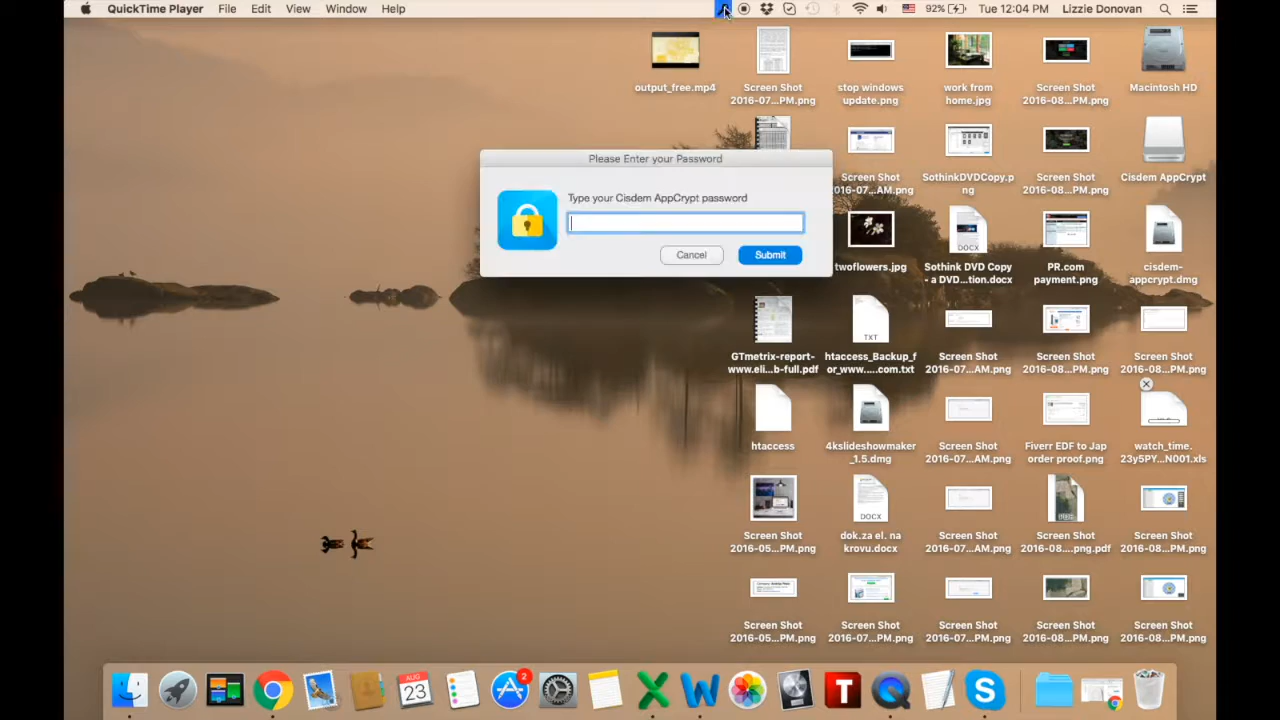 QuickTime Player File Edit View Window Help 92% Tue 12:04 PM Lizzie Donovan
output_free.mp4
Screen Shot
2016-07...PM.png
stop windows
update.png
work from
home.jpg
Screen Shot
2016-08...PM.png
Macintosh HD
Please Enter your Password
Type your Cisdem AppCrypt password
Cancel Submit
Screen Shot
2016-07...AM.png
SothinkDVDCopy.p
ng
Screen Shot
2016-08...PM.png
Cisdem AppCrypt
twoflowers.jpg
DOCX
Sothink DVD Copy
- a DVD...tion.docx
PR.com
payment.png
cisdem-
appcrypt.dmg
GTmetrix-report-
www.eli...b-full.pdf
TXT
htaccess_Backup_f
or_www.....com.txt
Screen Shot
2016-07...AM.png
Screen Shot
2016-08...PM.png
Screen Shot
2016-08...PM.png
htaccess
4kslideshowmaker
_1.5.dmg
Screen Shot
2016-07...AM.png
Fiverr EDF to Jap
order proof.png
watch_time.
23y5PY...N001.xls
Screen Shot
2016-05...PM.png
DOCX
dok.za el. na
krovu.docx
Screen Shot
2016-07...AM.png
Screen Shot
2016-08....png.pdf
Screen Shot
2016-08...PM.png
Screen Shot
2016-05...PM.png
Screen Shot
2016-07...PM.png
Screen Shot
2016-07...PM.png
Screen Shot
2016-08...PM.png
Screen Shot
2016-08...PM.png
AUG
23
2
T